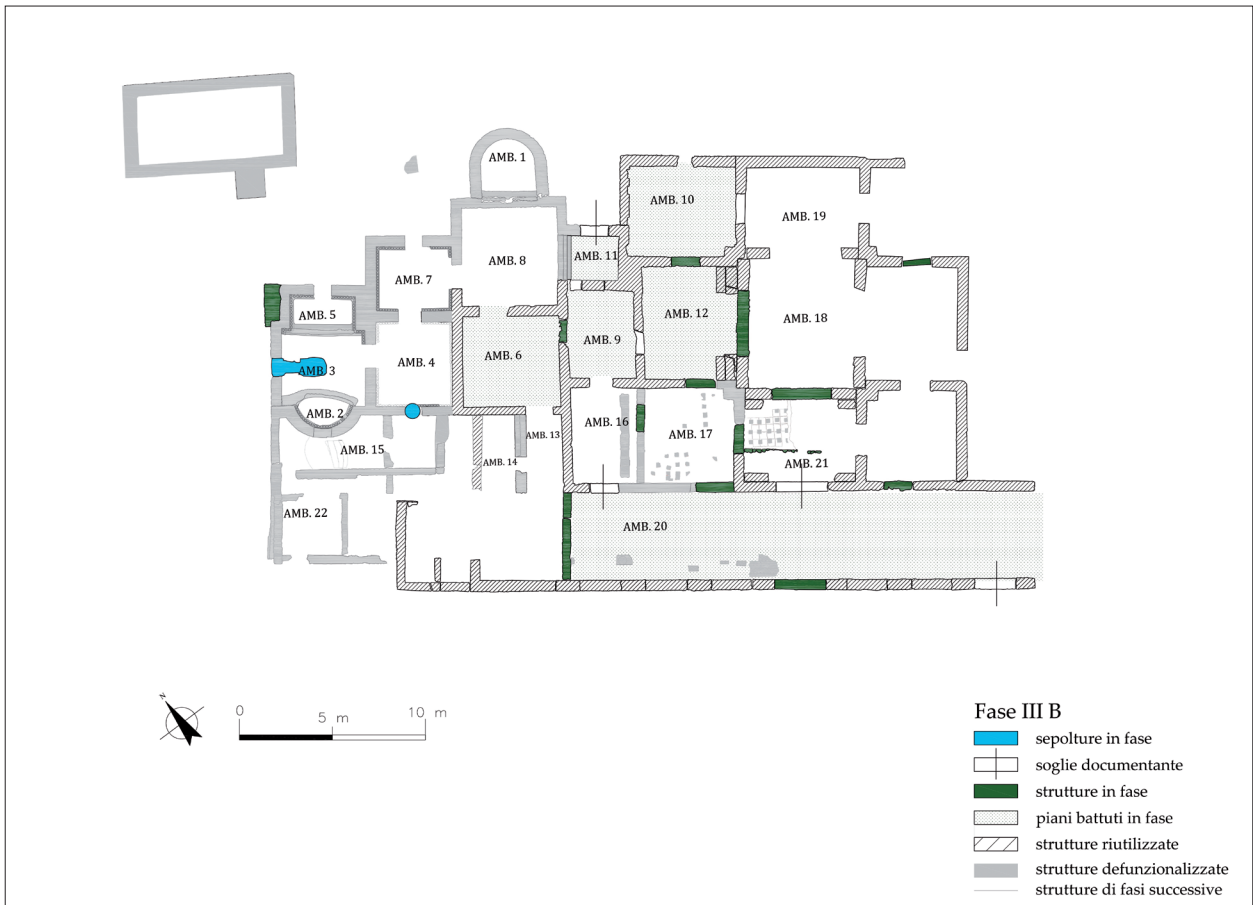 AMB. 1
AMB. 10
AMB. 19
AMB. 11
AMB. 8
AMB. 7
AMB. 5
AMB. 9
AMB. 12
AMB. 18
AMB. 6
AMB. 4
AMB. 3
AMB. 2
AMB. 16
AMB. 17
AMB. 13
AMB. 15
AMB. 14
AMB. 21
AMB. 22
AMB. 20
N
0 5 m 10 m
Fase III B
sepolture in fase
soglie documentante
strutture in fase
piani battuti in fase
strutture riutilizzate
strutture defunzionalizzate
strutture di fasi successive